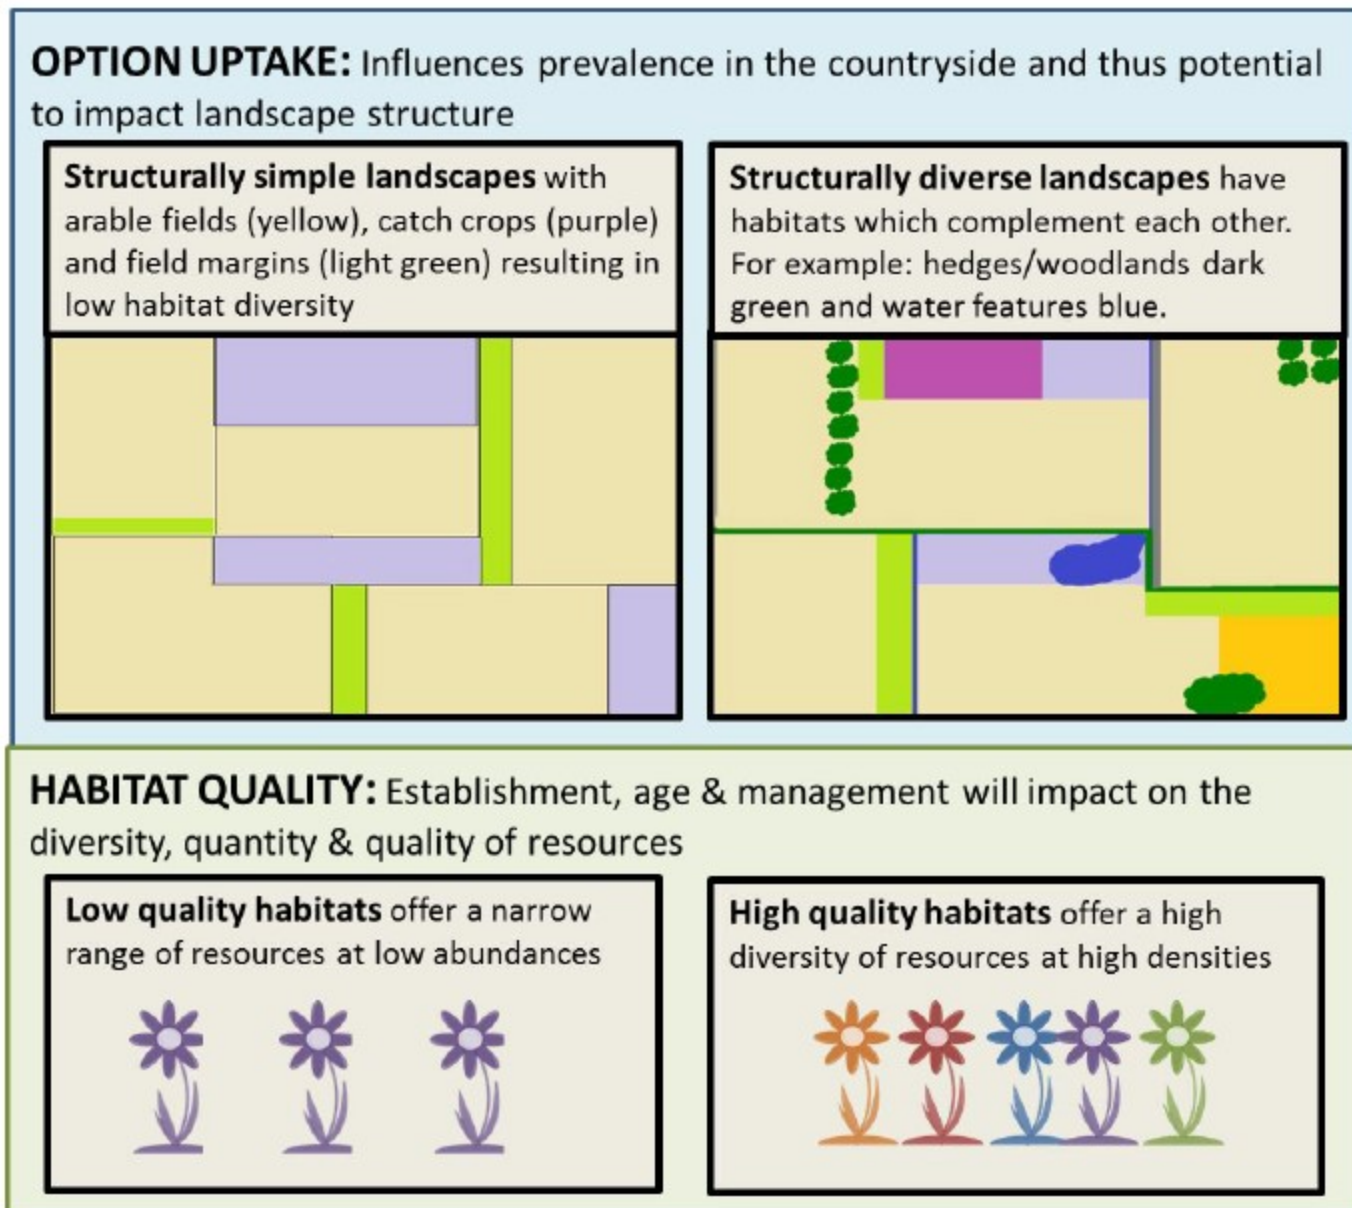 OPTION UPTAKE: Influences prevalence in the countryside and thus potential
to impact landscape structure
Structurally simple landscapes with
arable fields (yellow), catch crops (purple)
and field margins (light green) resulting in
low habitat diversity
Structurally diverse landscapes have
habitats which complement each other.
For example: hedges/woodlands dark
green and water features blue.
HABITAT QUALITY: Establishment, age & management will impact on the
diversity, quantity & quality of resources
Low quality habitats offer a narrow
range of resources at low abundances
High quality habitats offer a high
diversity of resources at high densities